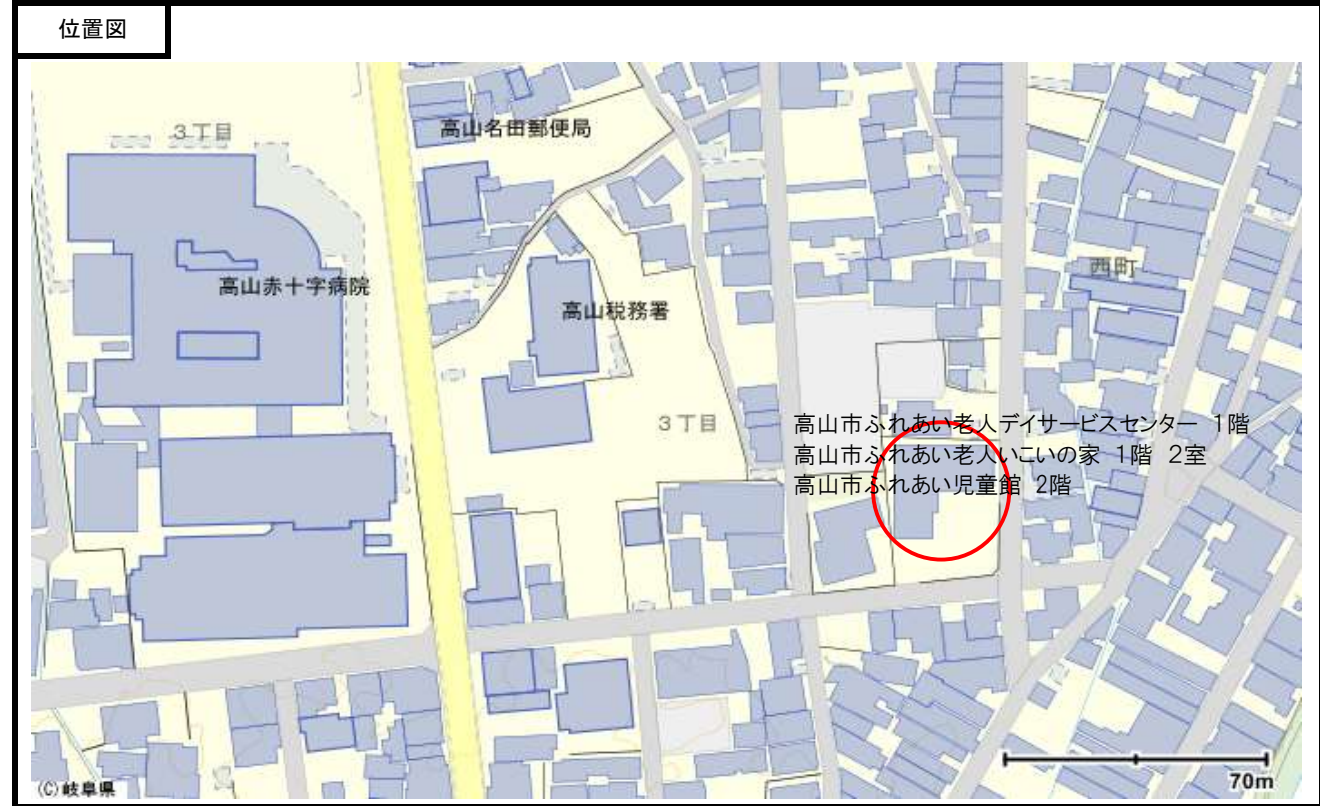 位置図
3丁目
高山名田郵便局
高山赤十字病院
高山税務署
西町
3丁目
高山市ふれあい老人デイサービスセンター 1階
高山市ふれあい老人いこいの家 1階 2室
高山市ふれあい児童館 2階
70m
(C)岐阜県